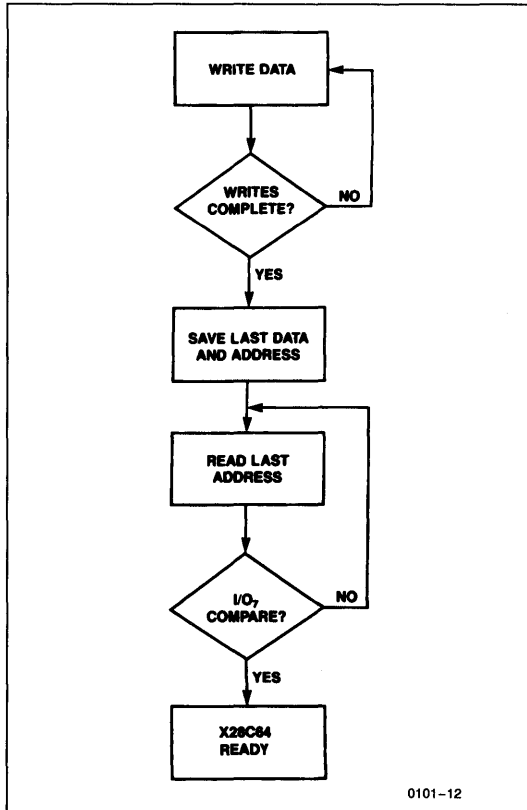 WRITE DATA
WRITES
COMPLETE?
NO
YES
SAVE LAST DATA
AND ADDRESS
READ LAST
ADDRESS
I/O₇
COMPARE?
NO
YES
X28C64
READY
0101-12